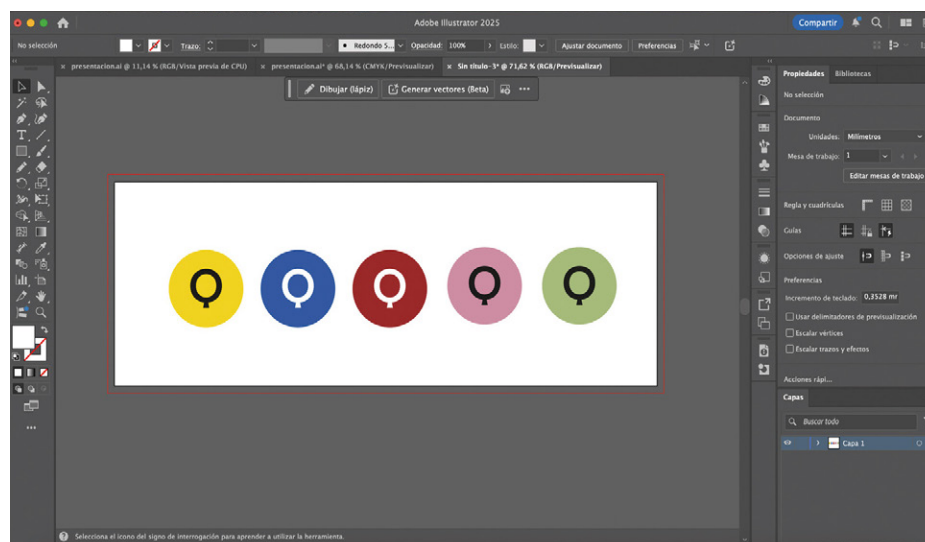 Adobe Illustrator 2025
Compartir
No selección
Trazo:
Redondo 5...
Opacidad: 100%
Estilo:
Ajustar documento
Preferencias
× presentacion.ai @ 11,14 % (RGB/Vista previa de CPU)
× presentacion.ai* @ 68,14 % (CMYK/Previsualizar)
× Sin título-3* @ 71,62 % (RGB/Previsualizar)
Dibujar (lápiz)
Generar vectores (Beta)
Propiedades
Bibliotecas
No selección
Documento
Unidades: Milímetros
Mesa de trabajo: 1
Editar mesas de trabajo
Regla y cuadrículas
Guías
Opciones de ajuste
Preferencias
Incremento de teclado: 0,3528 mr
Usar delimitadores de previsualización
Escalar vértices
Escalar trazos y efectos
Acciones rápi...
Capas
Buscar todo
Capa 1
Q Q Q Q Q
Selecciona el icono del signo de interrogación para aprender a utilizar la herramienta.